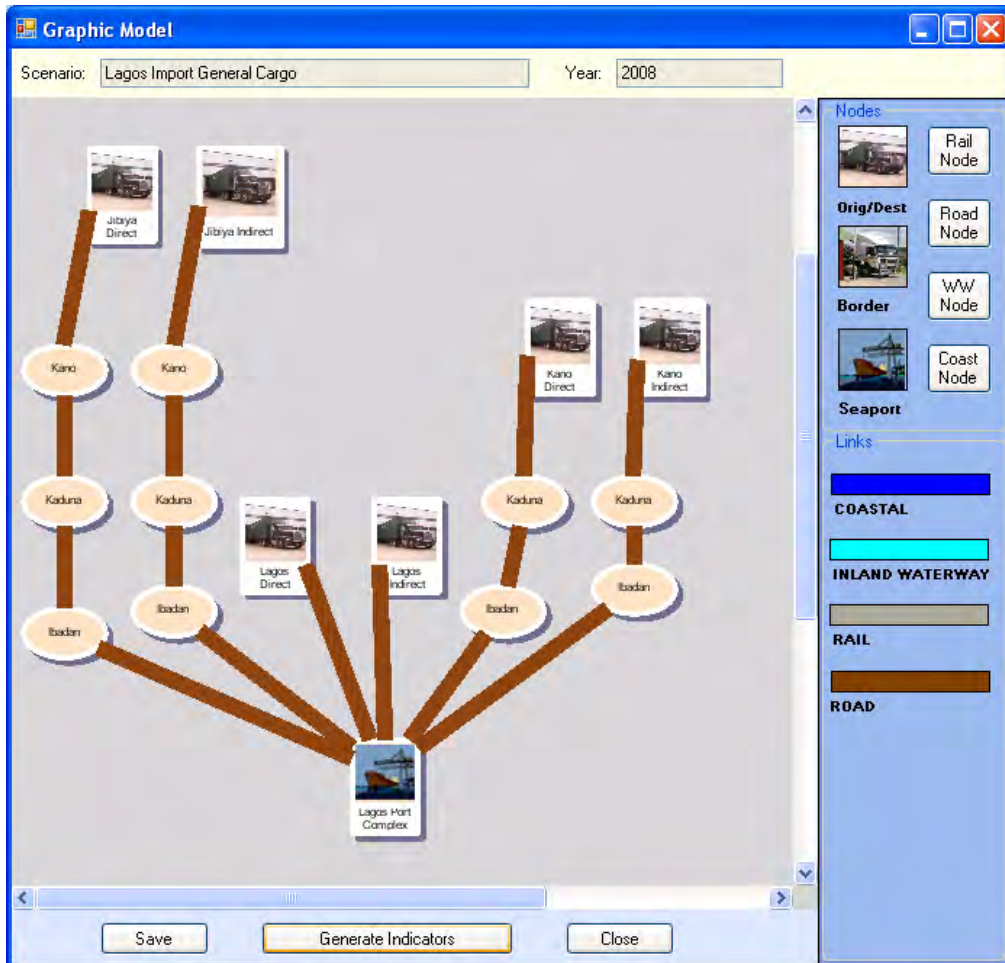 Graphic Model
Scenario: Lagos Import General Cargo Year: 2008
Jibiya
Direct
Jibiya Indirect
Kano
Kano
Kano
Direct
Kano
Indirect
Kaduna
Kaduna
Kaduna
Kaduna
Lagos
Direct
Lagos
Indirect
Ibadan
Ibadan
Ibadan
Ibadan
Lagos Port
Complex
Save
Generate Indicators
Close
Nodes
Orig/Dest
Rail
Node
Border
Road
Node
Seaport
WW
Node
Coast
Node
Links
COASTAL
INLAND WATERWAY
RAIL
ROAD